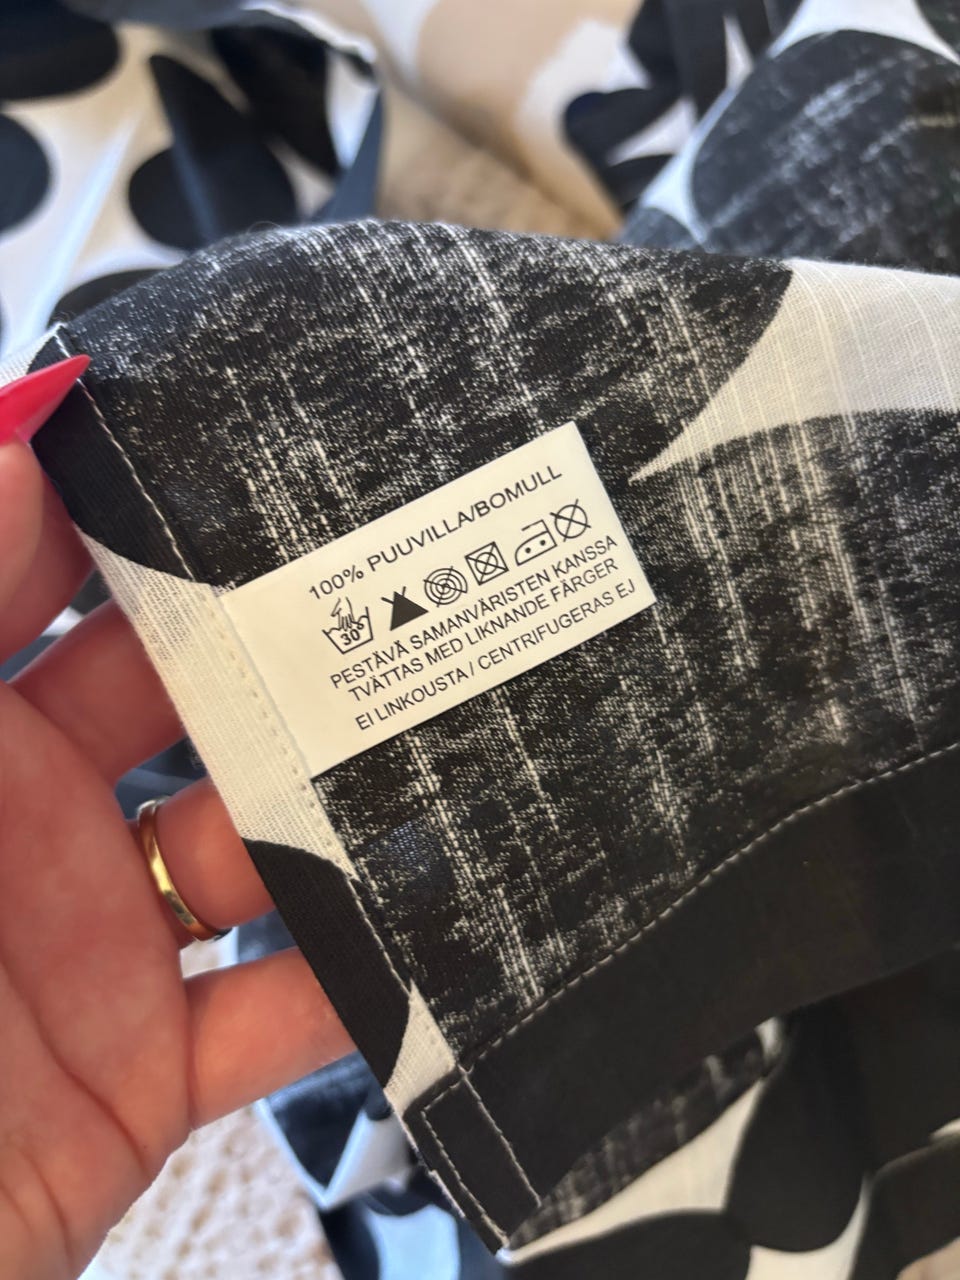 100% PUUVILLA/BOMULL
30°
PESTÄVÄ SAMANVÄRISTEN KANSSA
TVÄTTAS MED LIKNANDE FÄRGER
EI LINKOUSTA / CENTRIFUGERAS EJ